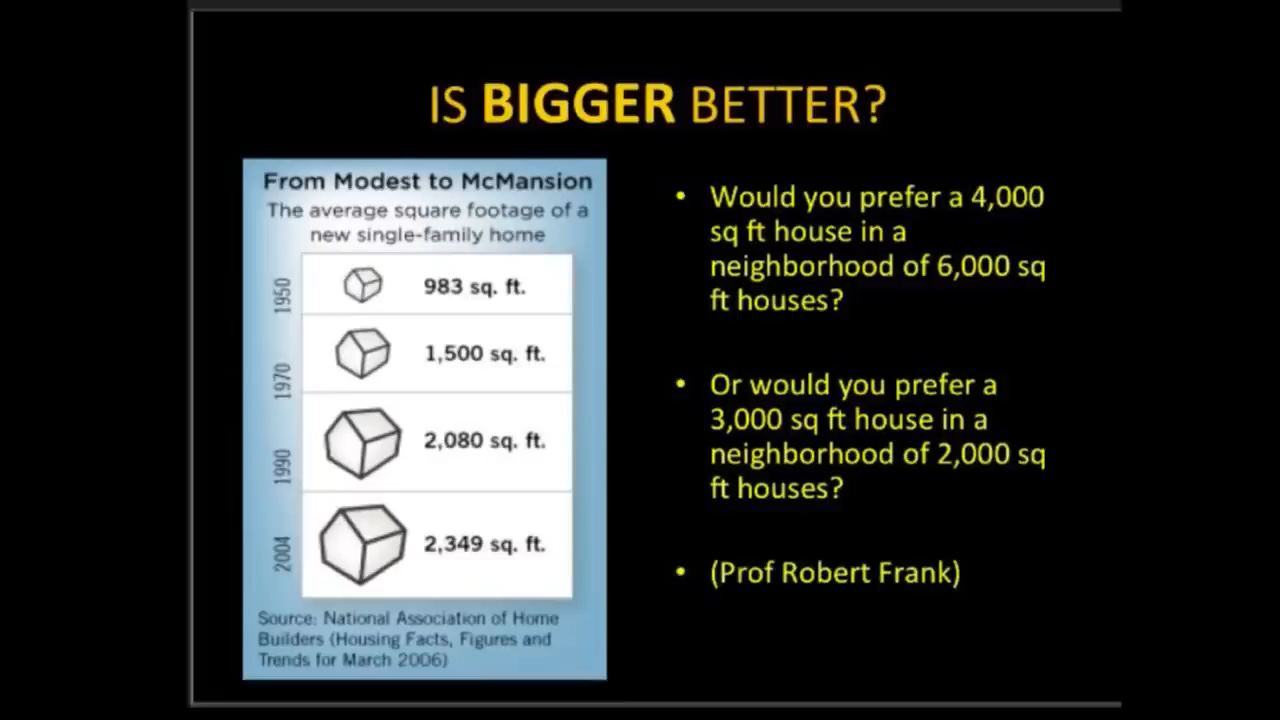 IS BIGGER BETTER?
From Modest to McMansion
The average square footage of a
new single-family home
1950
983 sq. ft.
1970
1,500 sq. ft.
1990
2,080 sq. ft.
2004
2,349 sq. ft.
Source: National Association of Home
Builders (Housing Facts, Figures and
Trends for March 2006)
• Would you prefer a 4,000
sq ft house in a
neighborhood of 6,000 sq
ft houses?
• Or would you prefer a
3,000 sq ft house in a
neighborhood of 2,000 sq
ft houses?
• (Prof Robert Frank)